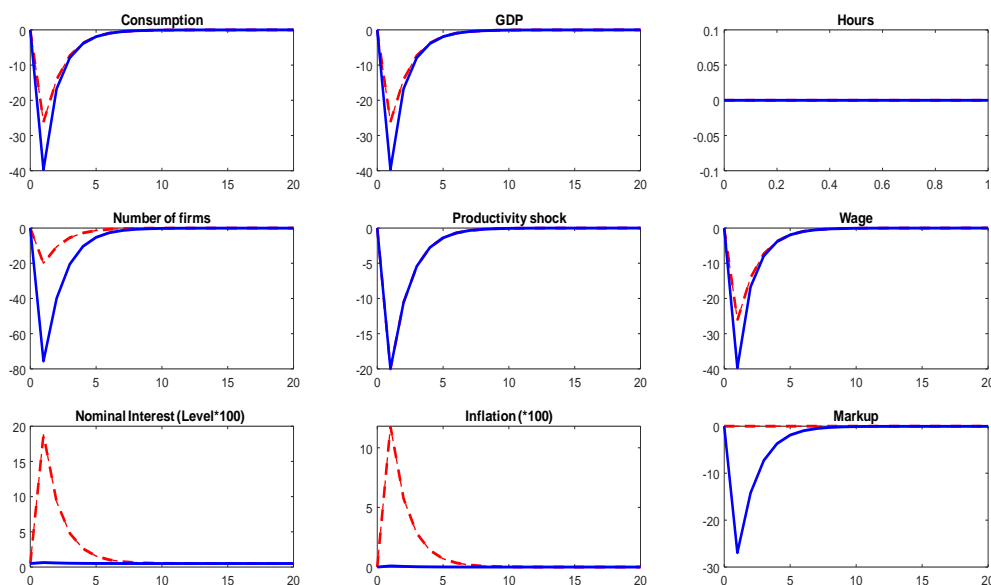 Consumption
0
-10
-20
-30
-40
0 5 10 15 20
GDP
0
-10
-20
-30
-40
0 5 10 15 20
Hours
0.1
0.05
0
-0.05
-0.1
0 0.2 0.4 0.6 0.8 1
Number of firms
0
-20
-40
-60
-80
0 5 10 15 20
Productivity shock
0
-5
-10
-15
-20
0 5 10 15 20
Wage
0
-10
-20
-30
-40
0 5 10 15 20
Nominal Interest (Level*100)
20
15
10
5
0
0 5 10 15 20
Inflation (*100)
10
5
0
0 5 10 15 20
Markup
0
-10
-20
-30
0 5 10 15 20